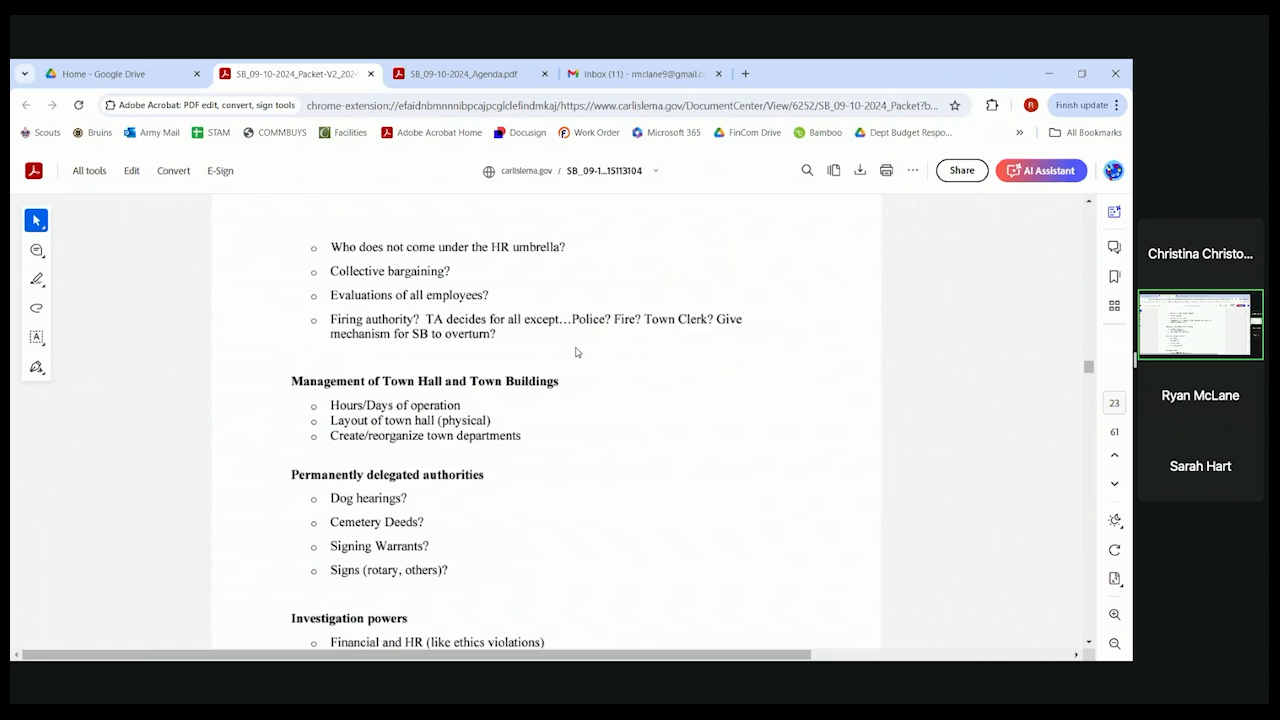 Home - Google Drive
SB_09-10-2024_Packet-V2_2024
SB_09-10-2024_Agenda.pdf
Inbox (11) - rmclane9@gmail.c
Adobe Acrobat: PDF edit, convert, sign tools
chrome-extension://efaidnbmnnnibpcajpcglclefindmkaj/https://www.carlislema.gov/DocumentCenter/View/6252/SB_09-10-2024_Packet?b...
R
Finish update
Scouts
Bruins
Army Mail
STAM
COMMBUYS
Facilities
Adobe Acrobat Home
Docusign
Work Order
Microsoft 365
FinCom Drive
Bamboo
Dept Budget Respo...
»
All Bookmarks
All tools
Edit
Convert
E-Sign
carlislema.gov / SB_09-1...15113104
Share
AI Assistant
o Who does not come under the HR umbrella?
o Collective bargaining?
o Evaluations of all employees?
o Firing authority? TA decides for all except…Police? Fire? Town Clerk? Give
mechanism for SB to overturn?
Management of Town Hall and Town Buildings
o Hours/Days of operation
o Layout of town hall (physical)
o Create/reorganize town departments
Permanently delegated authorities
o Dog hearings?
o Cemetery Deeds?
o Signing Warrants?
o Signs (rotary, others)?
Investigation powers
o Financial and HR (like ethics violations)
23
61
Christina Christo...
Ryan McLane
Sarah Hart